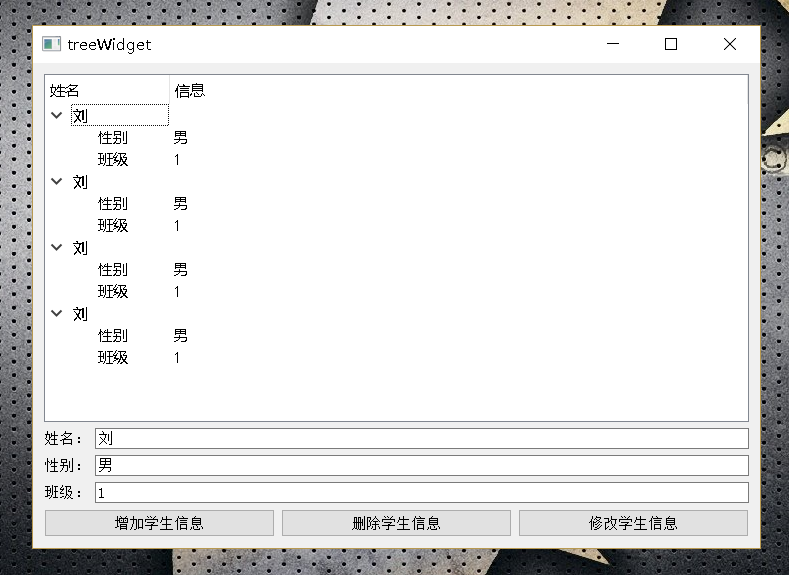 treeWidget
姓名 信息
刘
性别 男
班级 1
刘
性别 男
班级 1
刘
性别 男
班级 1
刘
性别 男
班级 1
姓名： 刘
性别： 男
班级： 1
增加学生信息 删除学生信息 修改学生信息